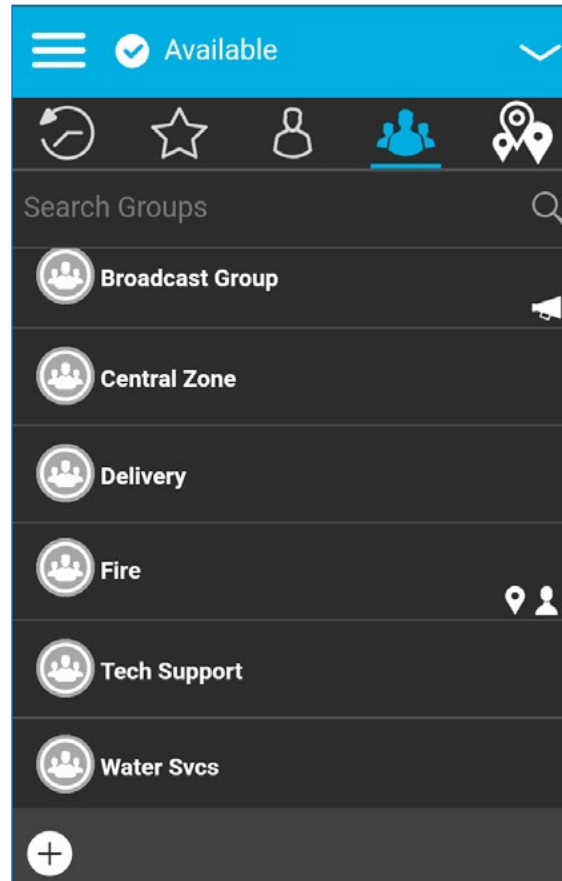 Available
Search Groups
Broadcast Group
Central Zone
Delivery
Fire
Tech Support
Water Svcs